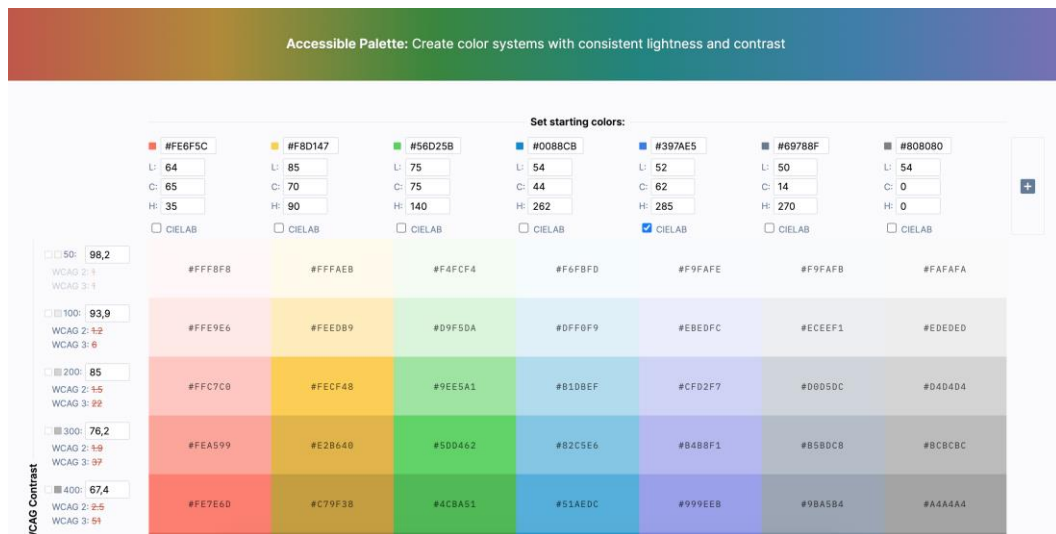 Accessible Palette: Create color systems with consistent lightness and contrast
Set starting colors:
#FE6F5C #F8D147 #56D25B #0088CB #397AE5 #69788F #808080
L: 64 L: 85 L: 75 L: 54 L: 52 L: 50 L: 54
C: 65 C: 70 C: 75 C: 44 C: 62 C: 14 C: 0
H: 35 H: 90 H: 140 H: 262 H: 285 H: 270 H: 0
CIELAB CIELAB CIELAB CIELAB CIELAB CIELAB CIELAB
50: 98,2
WCAG 2: 1
WCAG 3: 1
#FFF8F8 #FFFAEB #F4FCF4 #F6FBFD #F9FAFE #F9FAFB #FAFAFA
100: 93,9
WCAG 2: 1.2
WCAG 3: 6
#FFE9E6 #FEEDB9 #D9F5DA #DFF0F9 #EBEDFC #ECEEF1 #EDEDED
200: 85
WCAG 2: 1.5
WCAG 3: 22
#FFC7C0 #FECF48 #9EE5A1 #B1DBEF #CFD2F7 #D0D5DC #D4D4D4
300: 76,2
WCAG 2: 1.9
WCAG 3: 37
#FEA599 #E2B640 #5DD462 #82C5E6 #B4B8F1 #B5BDC8 #BCBCBC
400: 67,4
WCAG 2: 2.5
WCAG 3: 51
#FE7E6D #C79F38 #4CBA51 #51AEDC #999EEB #9BA5B4 #A4A4A4
WCAG Contrast